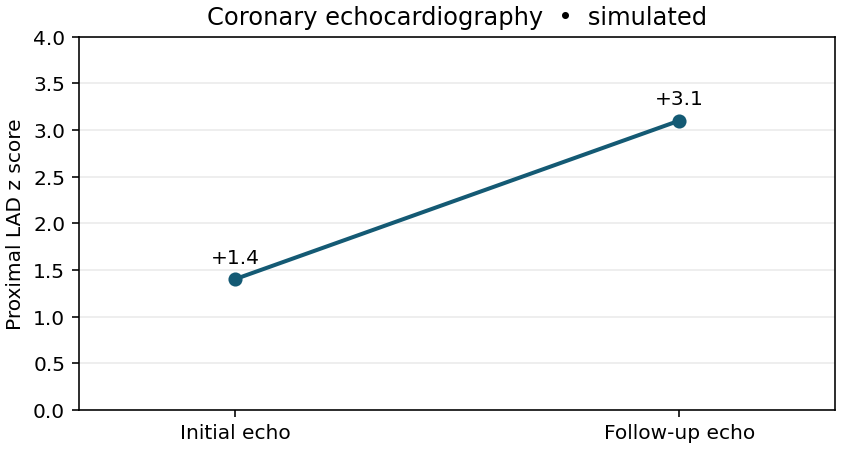 Coronary echocardiography • simulated
Proximal LAD z score
4.0
3.5
3.0
2.5
2.0
1.5
1.0
0.5
0.0
+3.1
+1.4
Initial echo
Follow-up echo